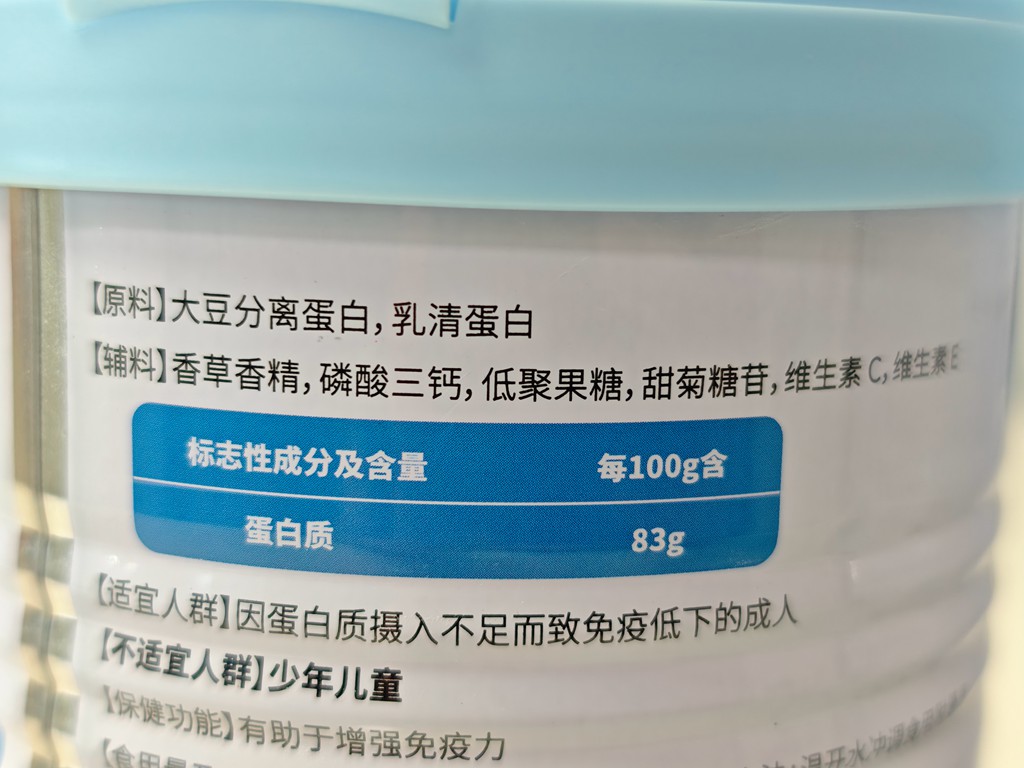 【原料】大豆分离蛋白,乳清蛋白
【辅料】香草香精,磷酸三钙,低聚果糖,甜菊糖苷,维生素 C,维生素 E
标志性成分及含量 每100g含
蛋白质 83g
【适宜人群】因蛋白质摄入不足而致免疫低下的成人
【不适宜人群】少年儿童
【保健功能】有助于增强免疫力